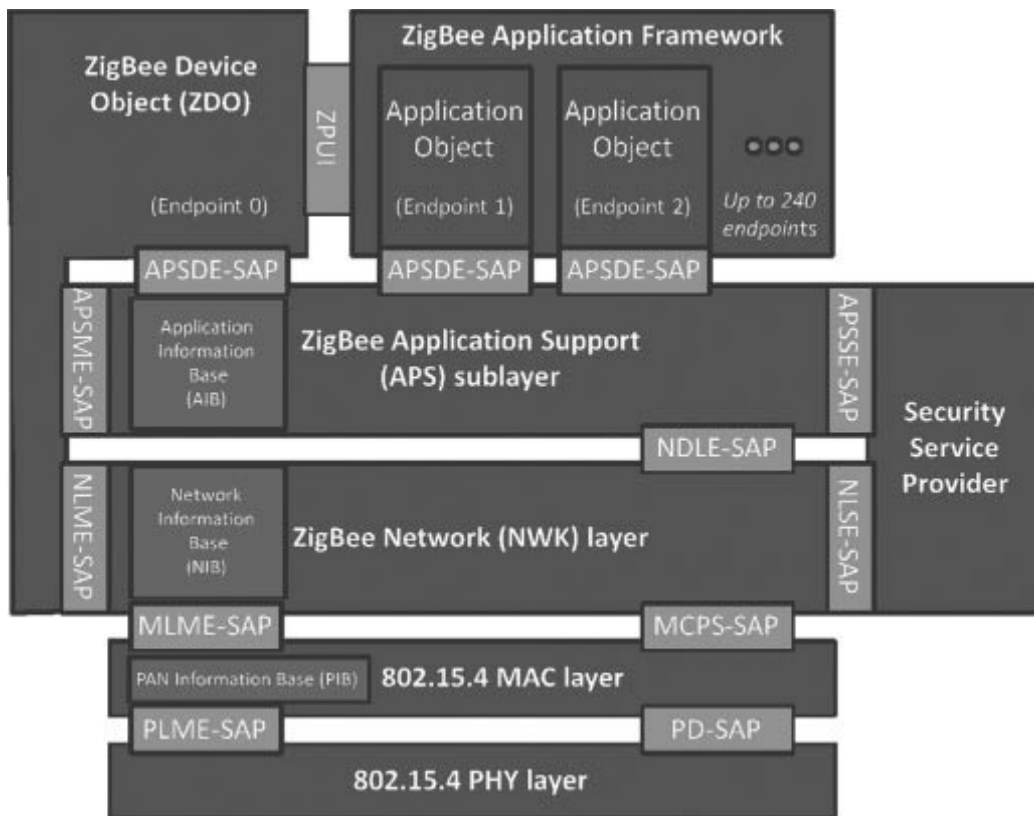 ZigBee Device
Object (ZDO)
(Endpoint 0)
ZPUI
ZigBee Application Framework
Application
Object
(Endpoint 1)
Application
Object
(Endpoint 2)
Up to 240
endpoints
APSDE-SAP
APSDE-SAP
APSDE-SAP
APSME-SAP
Application
Information
Base
(AIB)
ZigBee Application Support
(APS) sublayer
APSSE-SAP
Security
Service
Provider
NDLE-SAP
NLME-SAP
Network
Information
Base
(NIB)
ZigBee Network (NWK) layer
NLSE-SAP
MLME-SAP
MCPS-SAP
PAN Information Base (PIB)
802.15.4 MAC layer
PLME-SAP
PD-SAP
802.15.4 PHY layer